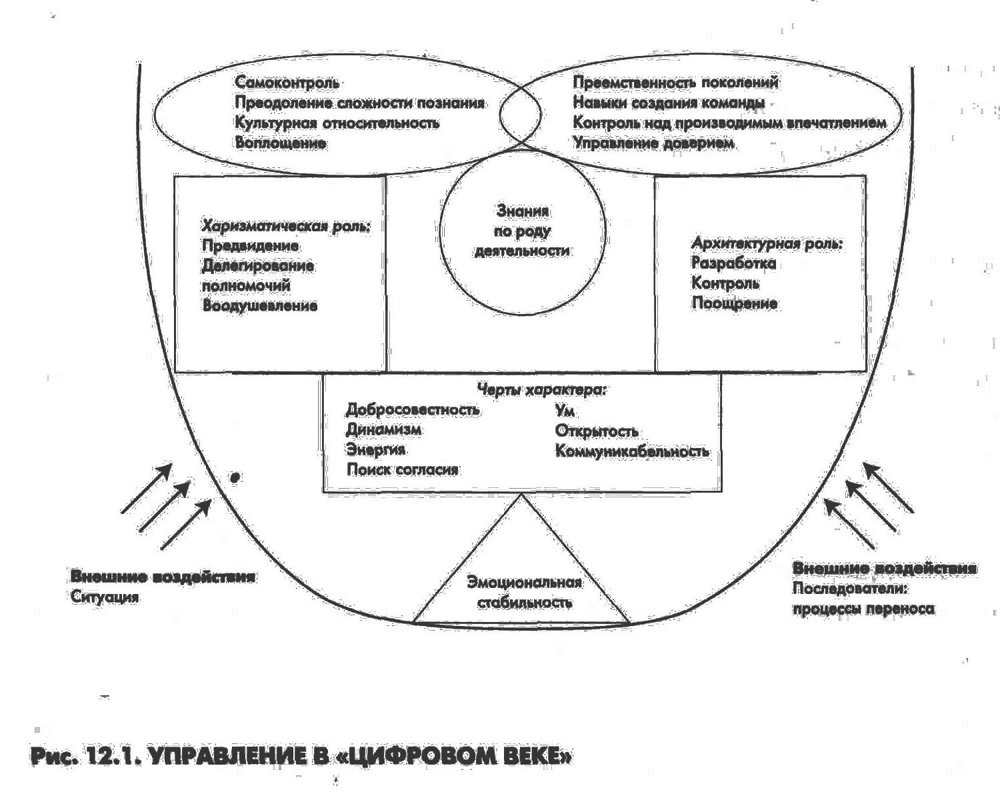 Самоконтроль
Преодоление сложности познания
Культурная относительность
Воплощение
Преемственность поколений
Навыки создания команды
Контроль над производимым впечатлением
Управление доверием
Харизматическая роль:
Предвидение
Делегирование
полномочий
Воодушевление
Знания
по роду
деятельности
Архитектурная роль:
Разработка
Контроль
Поощрение
Черты характера:
Добросовестность
Динамизм
Энергия
Поиск согласия
Ум
Открытость
Коммуникабельность
Эмоциональная
стабильность
Внешние воздействия
Ситуация
Внешние воздействия
Последователи:
процессы переноса
Рис. 12.1. УПРАВЛЕНИЕ В «ЦИФРОВОМ ВЕКЕ»